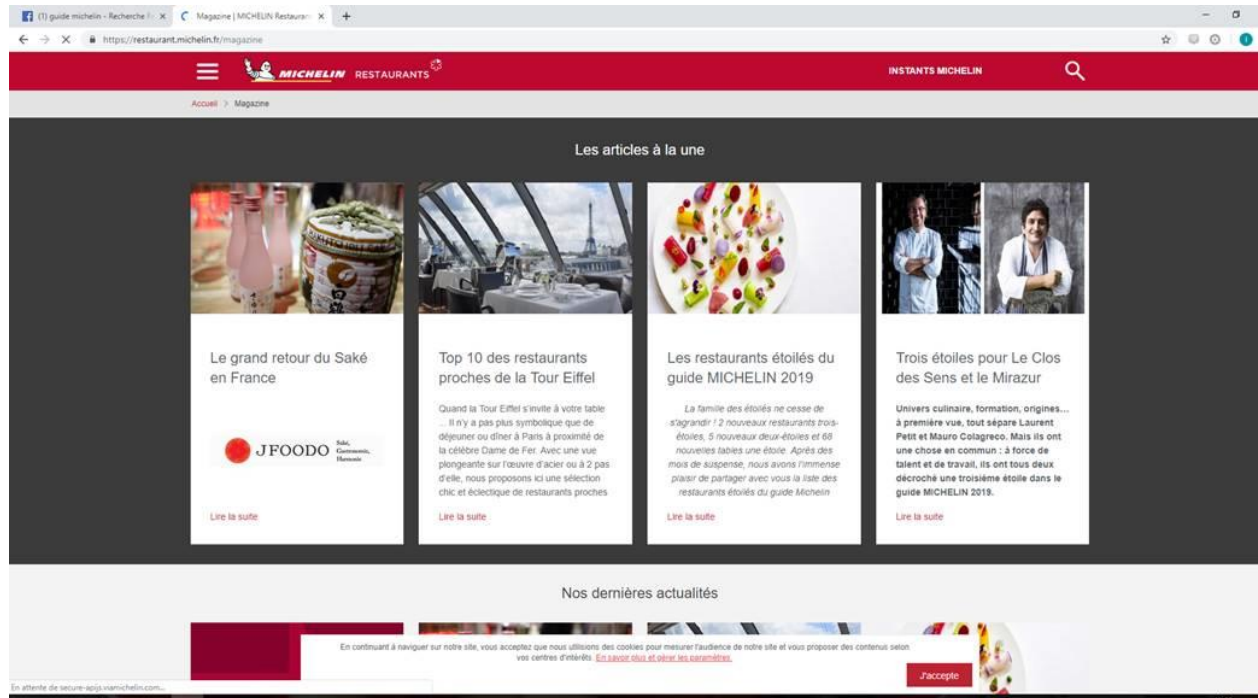 (1) guide michelin - Recherche F
Magazine | MICHELIN Restauran
https://restaurant.michelin.fr/magazine
MICHELIN RESTAURANTS
INSTANTS MICHELIN
Accueil > Magazine
Les articles à la une
Le grand retour du Saké
en France
JFOODO
Saké,
Gastronomie,
Harmonie
Lire la suite
Top 10 des restaurants
proches de la Tour Eiffel
Quand la Tour Eiffel s'invite à votre table
... Il n'y a pas plus symbolique que de
déjeuner ou dîner à Paris à proximité de
la célèbre Dame de Fer. Avec une vue
plongeante sur l'œuvre d'acier ou à 2 pas
d'elle, nous proposons ici une sélection
chic et éclectique de restaurants proches
Lire la suite
Les restaurants étoilés du
guide MICHELIN 2019
La famille des étoilés ne cesse de
s'agrandir ! 2 nouveaux restaurants trois-
étoiles, 5 nouveaux deux-étoiles et 68
nouvelles tables une étoile. Après des
mois de suspense, nous avons l'immense
plaisir de partager avec vous la liste des
restaurants étoilés du guide Michelin
Lire la suite
Trois étoiles pour Le Clos
des Sens et le Mirazur
Univers culinaire, formation, origines...
à première vue, tout sépare Laurent
Petit et Mauro Colagreco. Mais ils ont
une chose en commun : à force de
talent et de travail, ils ont tous deux
décroché une troisième étoile dans le
guide MICHELIN 2019.
Lire la suite
Nos dernières actualités
En continuant à naviguer sur notre site, vous acceptez que nous utilisions des cookies pour mesurer l'audience de notre site et vous proposer des contenus selon
vos centres d'intérêts. En savoir plus et gérer les paramètres.
J'accepte
En attente de secure-apijs.viamichelin.com...